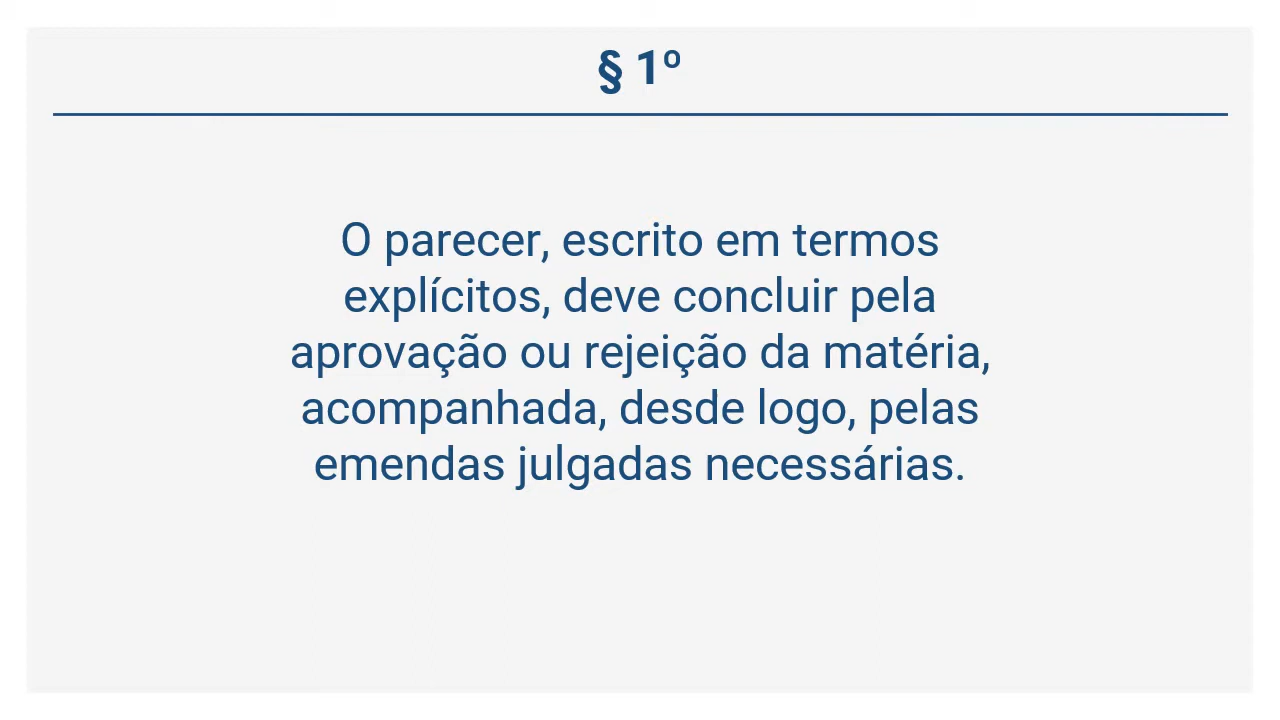 § 1º
O parecer, escrito em termos
explícitos, deve concluir pela
aprovação ou rejeição da matéria,
acompanhada, desde logo, pelas
emendas julgadas necessárias.